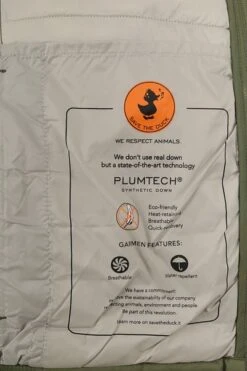 SAVE THE DUCK
WE RESPECT ANIMALS.
We don't use real down
but a state-of-the-art technology
PLUMTECH®
SYNTHETIC DOWN
Eco-friendly
Heat-retaining
Breathable
Quick-recovery
GARMENT FEATURES:
Breathable
Water repellent
We have a commitment
the sustainability of our company
animals, environment and people
part of this revolution.
learn more on savetheduck.it